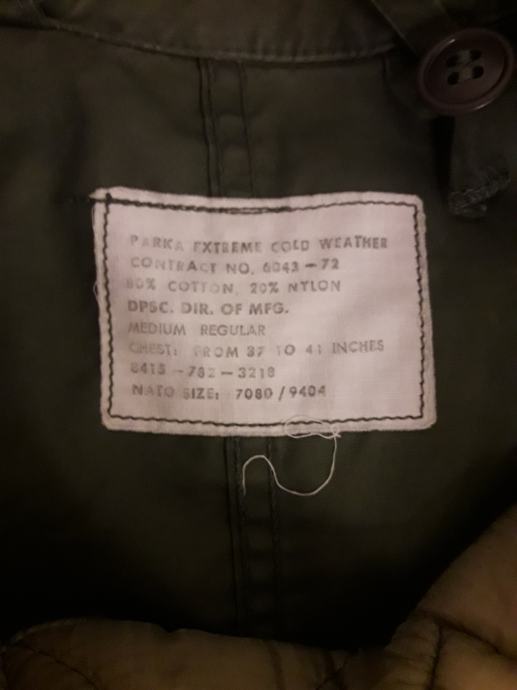 PARKA EXTREME COLD WEATHER
CONTRACT NO. 6043-72
80% COTTON, 20% NYLON
DPSC. DIR. OF MFG.
MEDIUM REGULAR
CHEST: FROM 37 TO 41 INCHES
8415-782-3218
NATO SIZE: 7080/9404